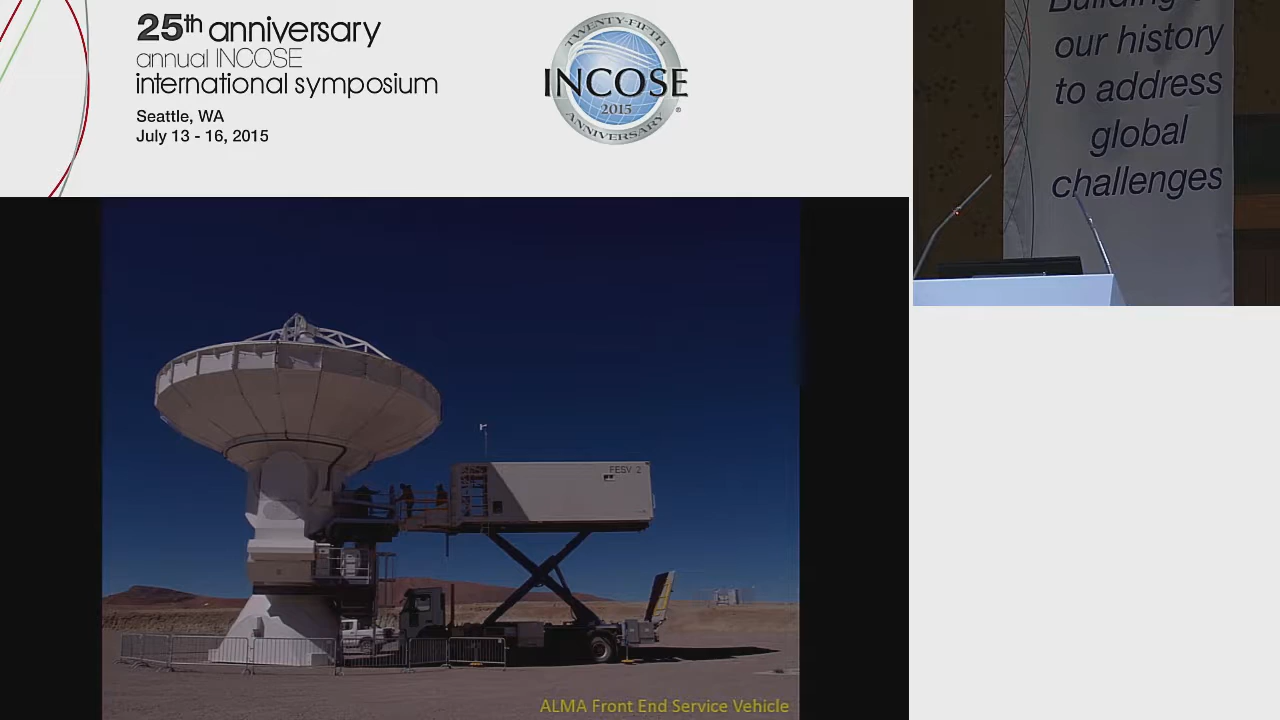 25th anniversary
annual INCOSE
international symposium
Seattle, WA
July 13 - 16, 2015
TWENTY-FIFTH
INCOSE
2015
ANNIVERSARY
Building
our history
to address
global
challenges
FESV 2
ALMA Front End Service Vehicle